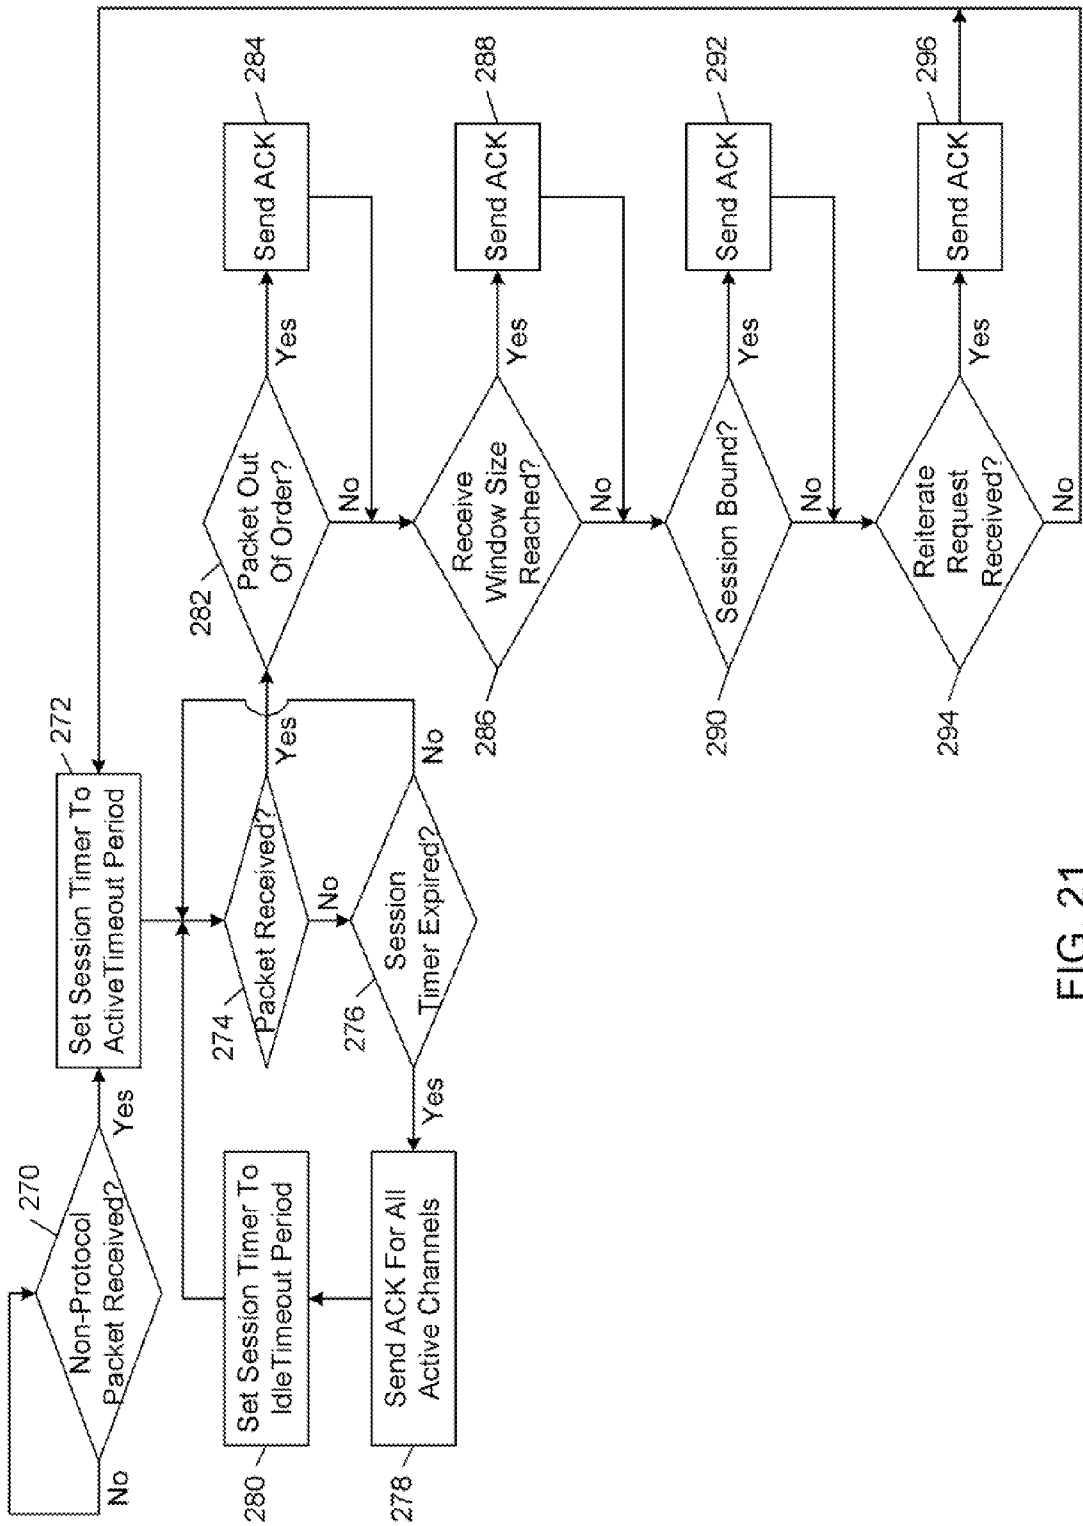 270
Non-Protocol
Packet Received?
No
Yes
272
Set Session Timer To
ActiveTimeout Period
274
Packet Received?
Yes
No
276
Session
Timer Expired?
No
Yes
278
Send ACK For All
Active Channels
280
Set Session Timer To
IdleTimeout Period
282
Packet Out
Of Order?
Yes
No
284
Send ACK
286
Receive
Window Size
Reached?
Yes
No
288
Send ACK
290
Session Bound?
Yes
No
292
Send ACK
294
Reiterate
Request
Received?
Yes
No
296
Send ACK
FIG. 21